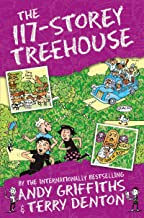 THE
117-STOREY
TREEHOUSE
BY THE INTERNATIONALLY BESTSELLING
ANDY GRIFFITHS
& TERRY DENTON